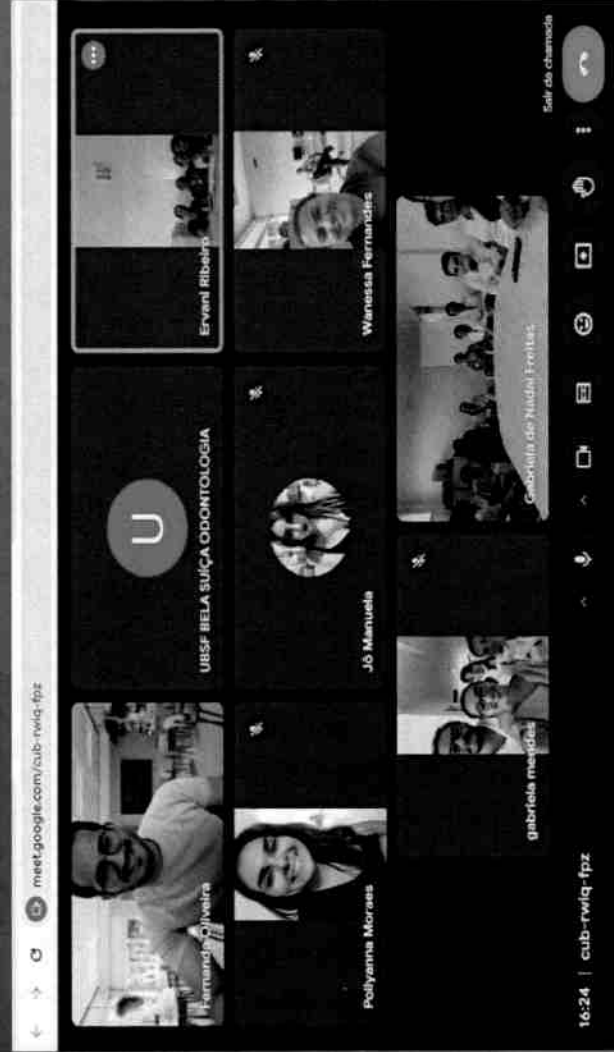 meet.google.com/cub-rwiq-fpz
Fernanda Oliveira
UBSF BELA SUÍÇA ODONTOLOGIA
Ervani Ribeiro
Pollyanna Moraes
Jô Manuela
Wanessa Fernandes
gabriela mendes
Gabriela de Nadai Freitas
16:24 | cub-rwiq-fpz
Sair da chamada
U